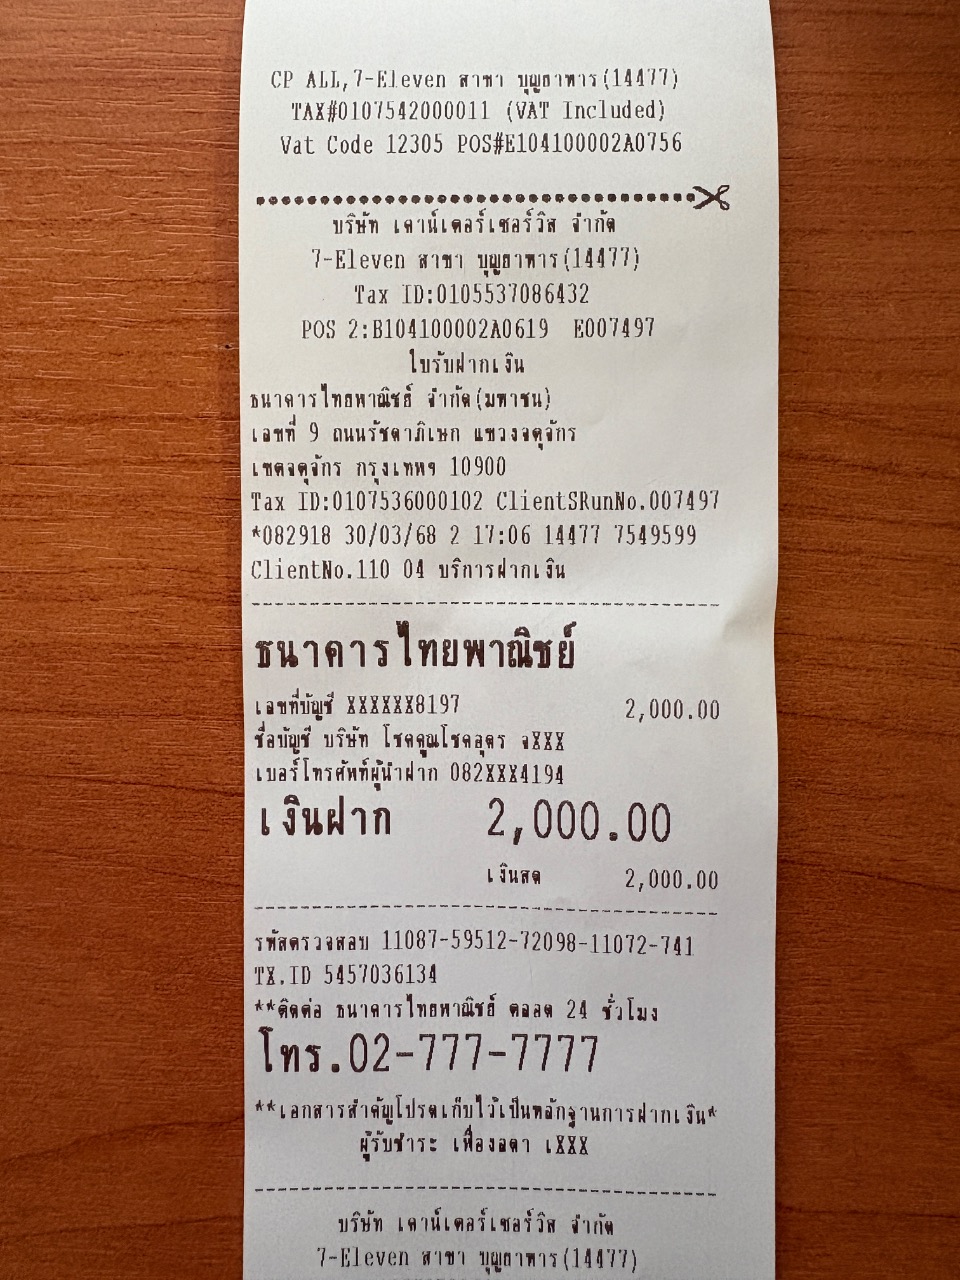 CP ALL,7-Eleven สาขา บุญธาหาร(14477)
TAX#0107542000011 (VAT Included)
Vat Code 12305 POS#E104100002A0756
บริษัท เคาน์เตอร์เซอร์วิส จำกัด
7-Eleven สาขา บุญธาหาร(14477)
Tax ID:0105537086432
POS 2:B104100002A0619 E007497
ใบรับฝากเงิน
ธนาคารไทยพาณิชย์ จำกัด(มหาชน)
เลขที่ 9 ถนนรัชดาภิเษก แขวงจตุจักร
เขตจตุจักร กรุงเทพฯ 10900
Tax ID:0107536000102 ClientSRunNo.007497
*082918 30/03/68 2 17:06 14477 7549599
ClientNo.110 04 บริการฝากเงิน
ธนาคารไทยพาณิชย์
เลขที่บัญชี XXXXXX8197 2,000.00
ชื่อบัญชี บริษัท โชคคูณโชคอุดร จXXX
เบอร์โทรศัพท์ผู้นำฝาก 082XXX4194
เงินฝาก 2,000.00
เงินสด 2,000.00
รหัสตรวจสอบ 11087-59512-72098-11072-741
TX.ID 5457036134
**ติดต่อ ธนาคารไทยพาณิชย์ ตลอด 24 ชั่วโมง
โทร.02-777-7777
**เอกสารสำคัญโปรดเก็บไว้เป็นหลักฐานการฝากเงิน*
ผู้รับชำระ เฟื่องลดา เXXX
บริษัท เคาน์เตอร์เซอร์วิส จำกัด
7-Eleven สาขา บุญธาหาร(14477)